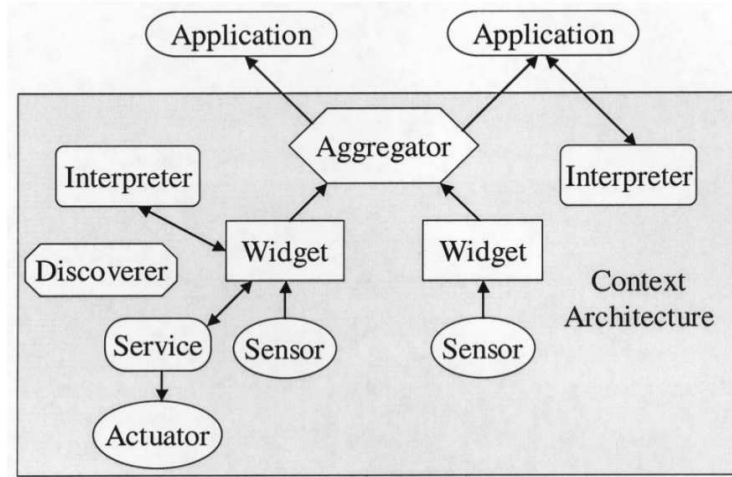 Application
Application
Aggregator
Interpreter
Interpreter
Widget
Widget
Discoverer
Context
Architecture
Service
Sensor
Sensor
Actuator